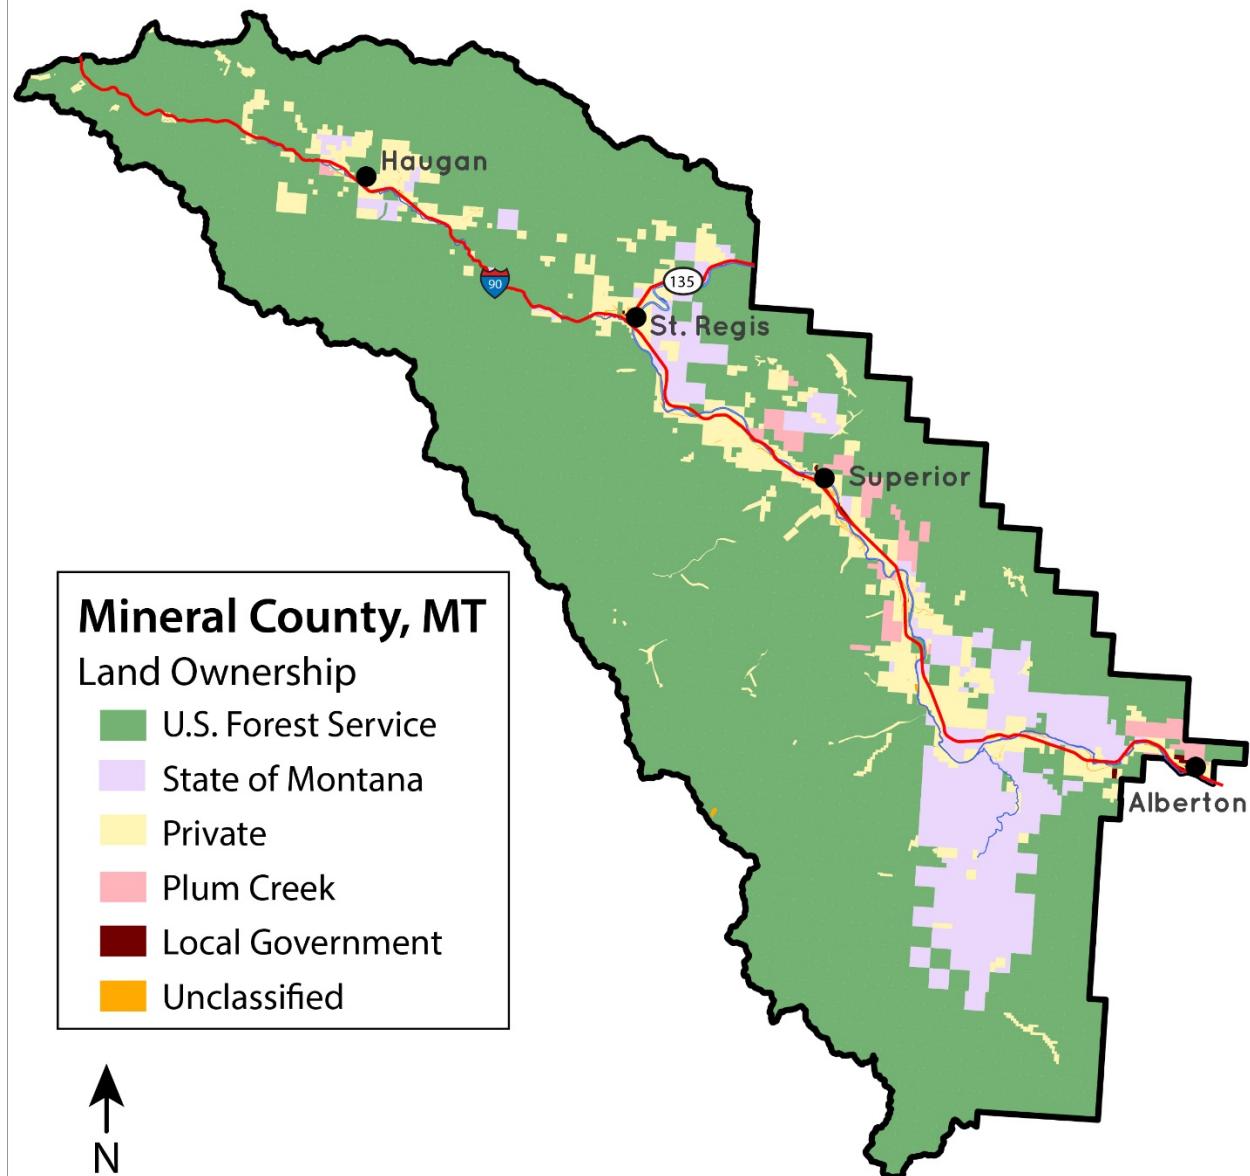 Haugan
90
135
St. Regis
Superior
Alberton
Mineral County, MT
Land Ownership
U.S. Forest Service
State of Montana
Private
Plum Creek
Local Government
Unclassified
N